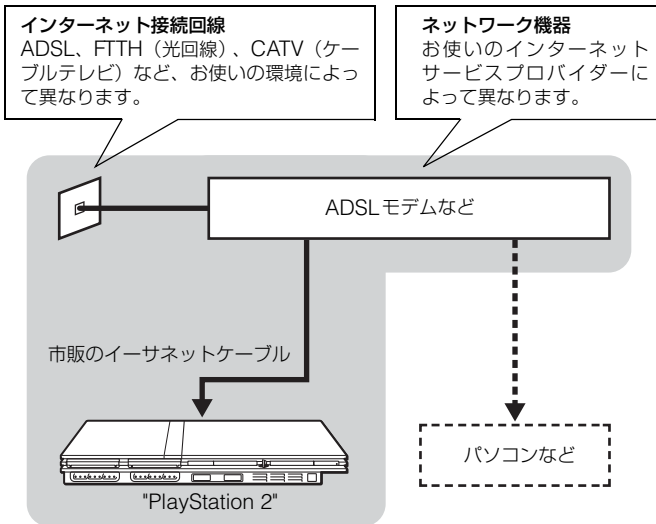 インターネット接続回線
ADSL、FTTH（光回線）、CATV（ケー
ブルテレビ）など、お使いの環境によっ
て異なります。
ネットワーク機器
お使いのインターネット
サービスプロバイダーに
よって異なります。
ADSLモデムなど
市販のイーサネットケーブル
パソコンなど
"PlayStation 2"